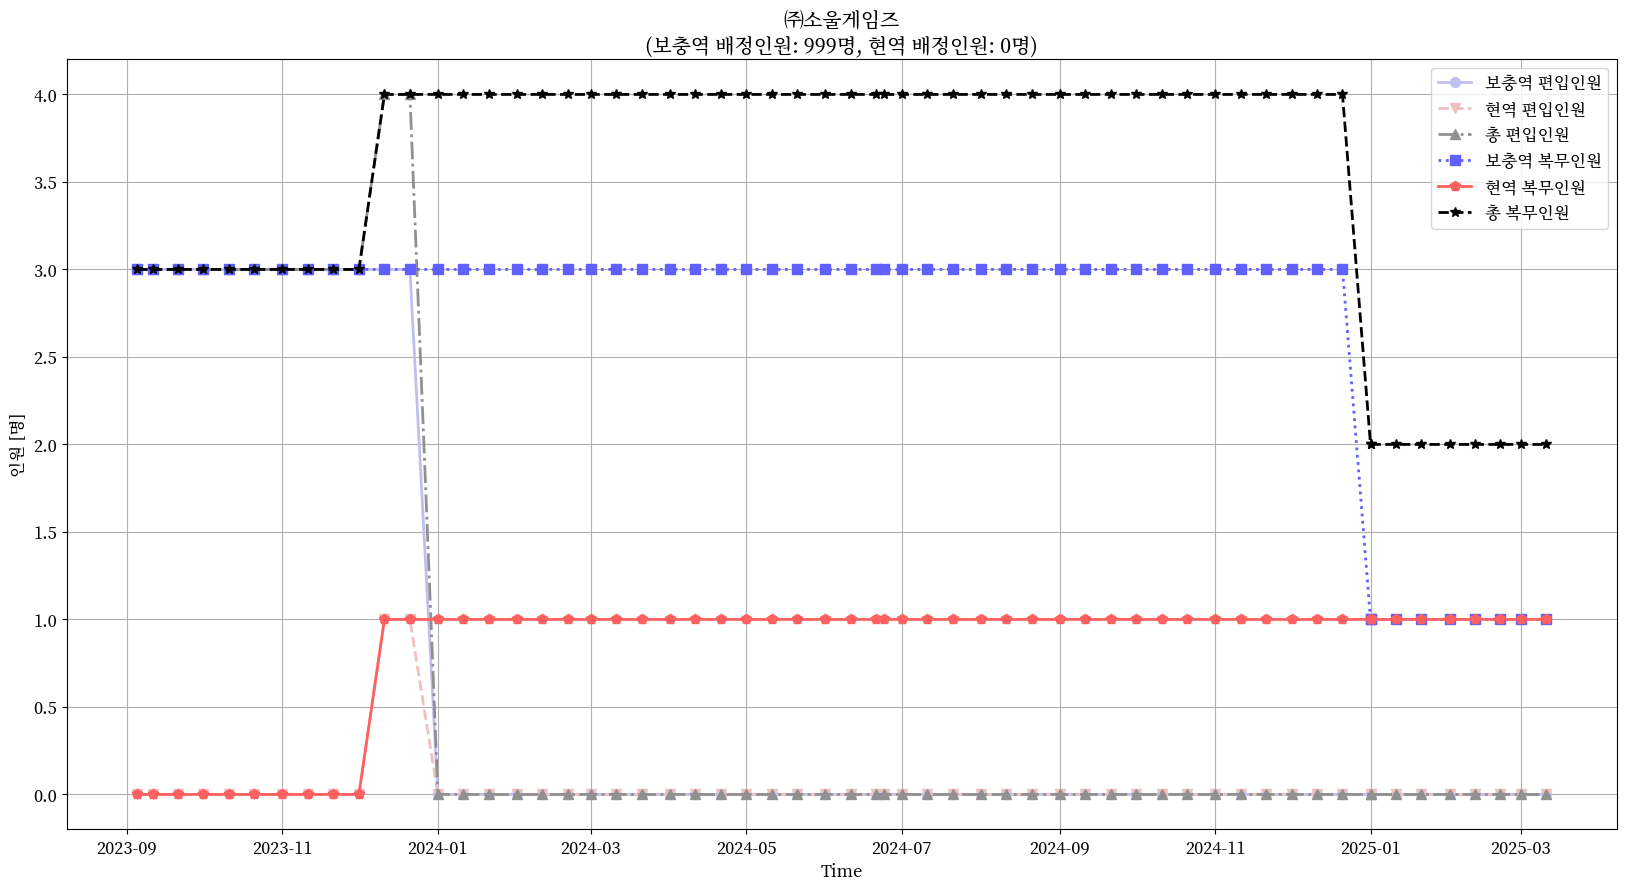 ㈜소울게임즈
(보충역 배정인원: 999명, 현역 배정인원: 0명)
보충역 편입인원
현역 편입인원
총 편입인원
보충역 복무인원
현역 복무인원
총 복무인원
인원 [명]
4.0
3.5
3.0
2.5
2.0
1.5
1.0
0.5
0.0
2023-09 2023-11 2024-01 2024-03 2024-05 2024-07 2024-09 2024-11 2025-01 2025-03
Time